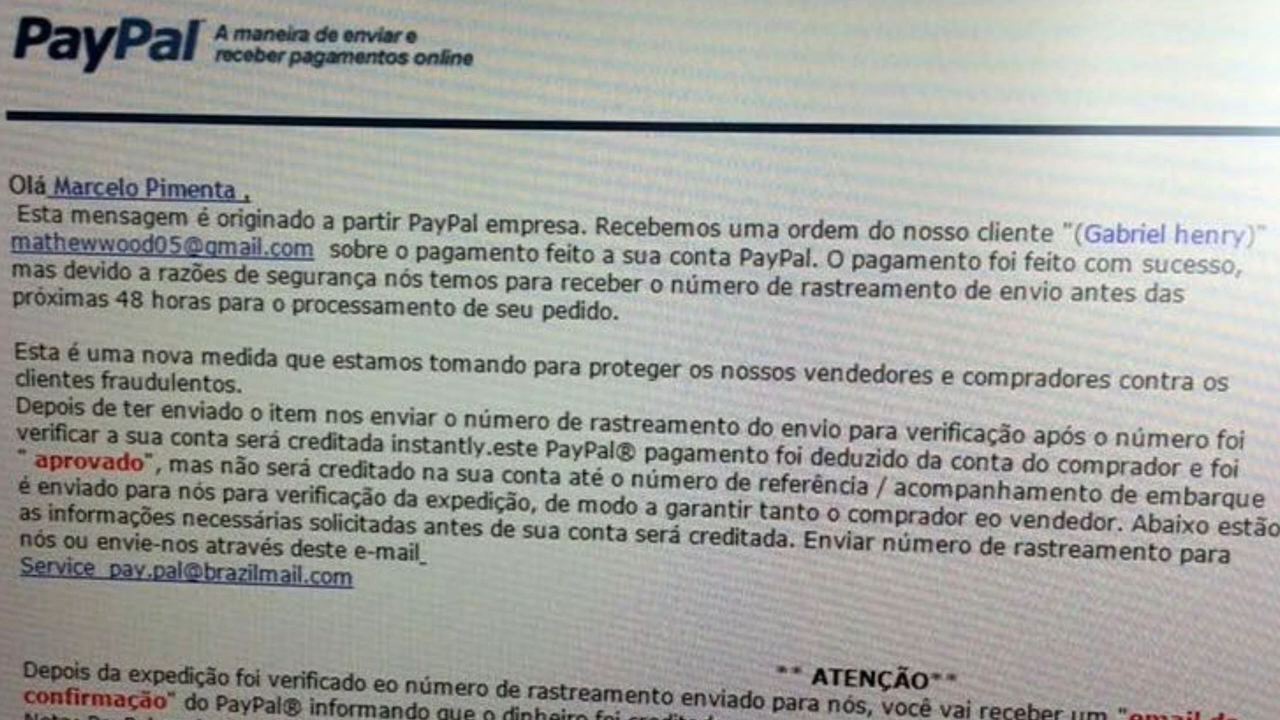 PayPal
A maneira de enviar e
receber pagamentos online
Olá Marcelo Pimenta ,
Esta mensagem é originado a partir PayPal empresa. Recebemos uma ordem do nosso cliente "(Gabriel henry)"
mathewwood05@gmail.com sobre o pagamento feito a sua conta PayPal. O pagamento foi feito com sucesso,
mas devido a razões de segurança nós temos para receber o número de rastreamento de envio antes das
próximas 48 horas para o processamento de seu pedido.
Esta é uma nova medida que estamos tomando para proteger os nossos vendedores e compradores contra os
clientes fraudulentos.
Depois de ter enviado o item nos enviar o número de rastreamento do envio para verificação após o número foi
verificar a sua conta será creditada instantly.este PayPal® pagamento foi deduzido da conta do comprador e foi
" aprovado", mas não será creditado na sua conta até o número de referência / acompanhamento de embarque
é enviado para nós para verificação da expedição, de modo a garantir tanto o comprador eo vendedor. Abaixo estão
as informações necessárias solicitadas antes de sua conta será creditada. Enviar número de rastreamento para
nós ou envie-nos através deste e-mail
Service_pay.pal@brazilmail.com
** ATENÇÃO**
Depois da expedição foi verificado eo número de rastreamento enviado para nós, você vai receber um "email de
confirmação" do PayPal® informando que o dinheiro foi